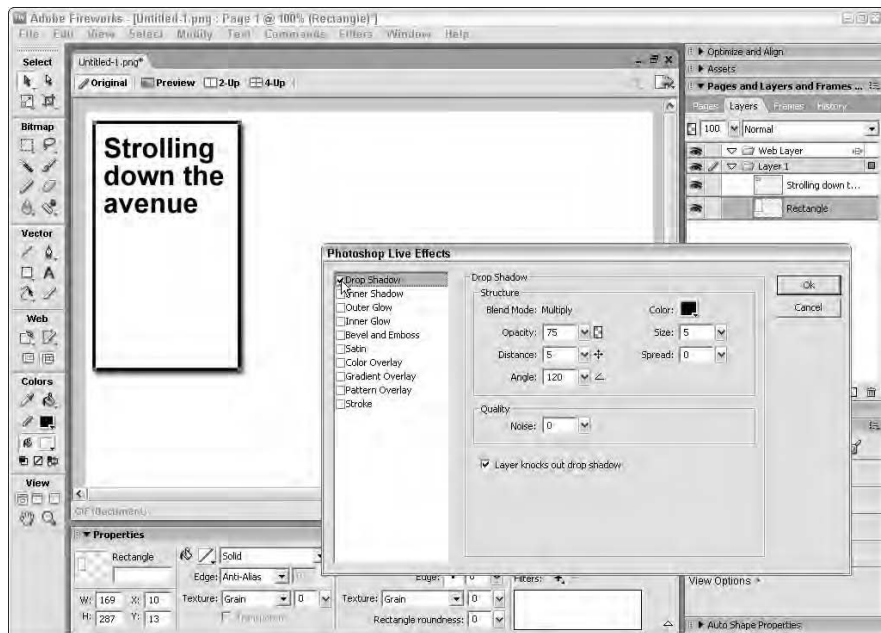 Adobe Fireworks - [Untitled-1.png : Page 1 @ 100% (Rectangle)*]
File Edit View Select Modify Text Commands Filters Window Help
Select
Bitmap
Vector
Web
Colors
View
Untitled-1.png*
Original Preview 2-Up 4-Up
Strolling
down the
avenue
GIF (Document)
Optimize and Align
Assets
Pages and Layers and Frames ...
Pages Layers Frames History
100 Normal
Web Layer
Layer 1
Strolling down t...
Rectangle
Photoshop Live Effects
Drop Shadow
Inner Shadow
Outer Glow
Inner Glow
Bevel and Emboss
Satin
Color Overlay
Gradient Overlay
Pattern Overlay
Stroke
Drop Shadow
Structure
Blend Mode: Multiply Color:
Opacity: 75 Size: 5
Distance: 5 Spread: 0
Angle: 120
Quality
Noise: 0
Layer knocks out drop shadow
Ok
Cancel
Properties
Rectangle Solid
Edge: Anti-Alias Edge: 0 Filters:
W: 169 X: 10 Texture: Grain 0 Texture: Grain 0
H: 287 Y: 13 Transparent Rectangle roundness: 0
View Options
Auto Shape Properties